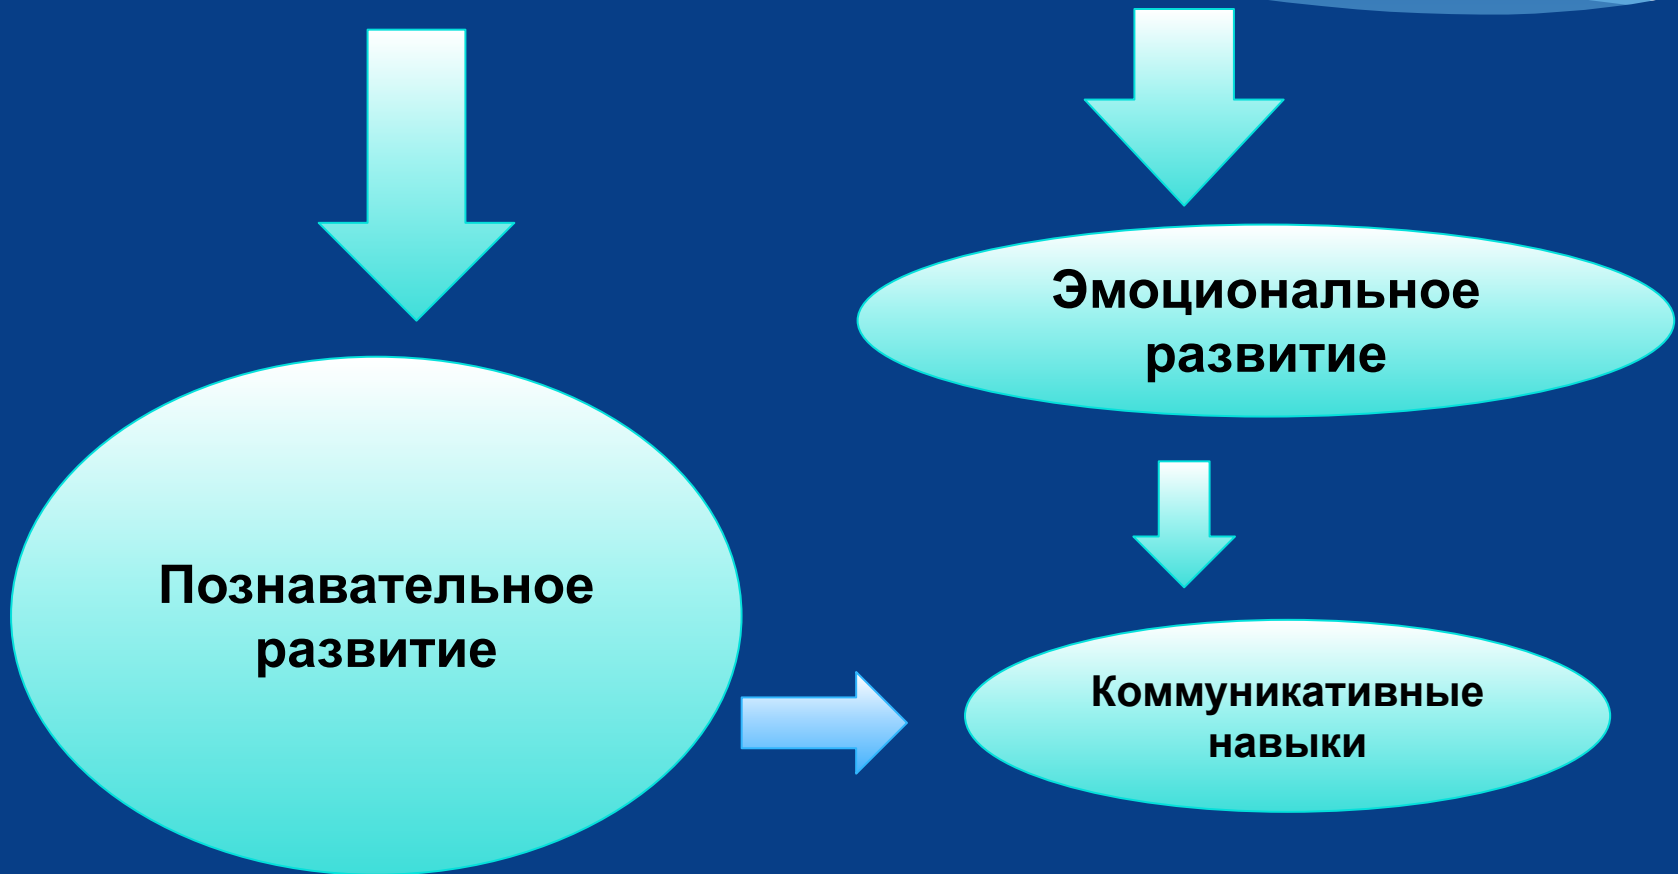 Эмоциональное
развитие
Познавательное
развитие
Коммуникативные
навыки